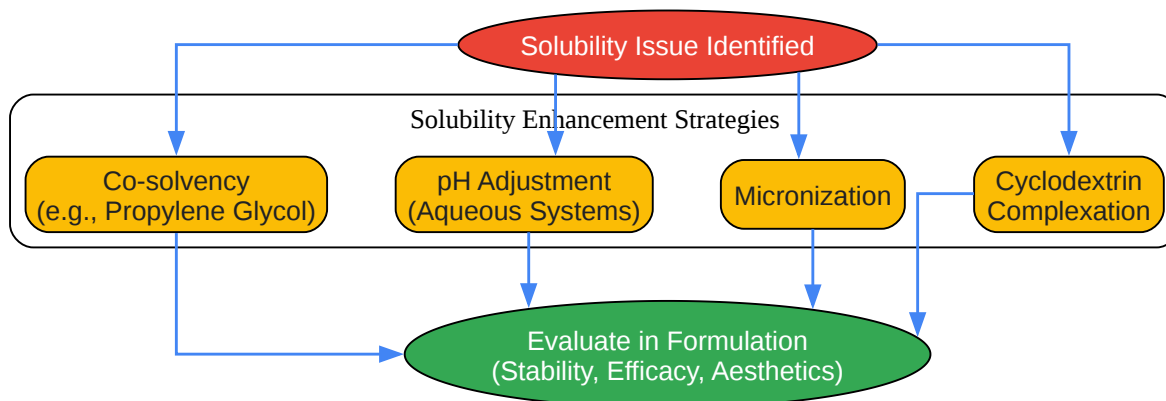 Solubility Issue Identified
Solubility Enhancement Strategies
Co-solvency
(e.g., Propylene Glycol)
pH Adjustment
(Aqueous Systems)
Micronization
Cyclodextrin
Complexation
Evaluate in Formulation
(Stability, Efficacy, Aesthetics)